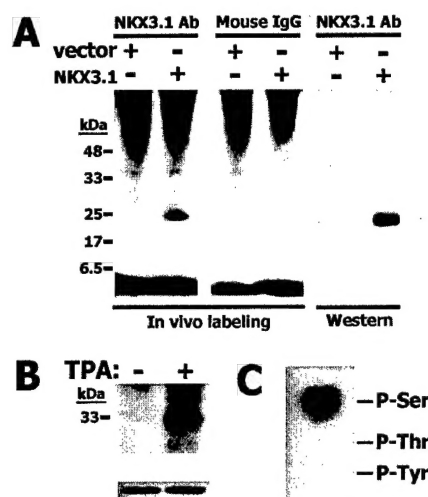 A
NKX3.1 Ab Mouse IgG NKX3.1 Ab
vector + - + - + -
NKX3.1 - + - + - +
kDa
48
33
25
17
6.5
In vivo labeling Western
B TPA: - +
kDa
33
C
P-Ser
P-Thr
P-Tyr